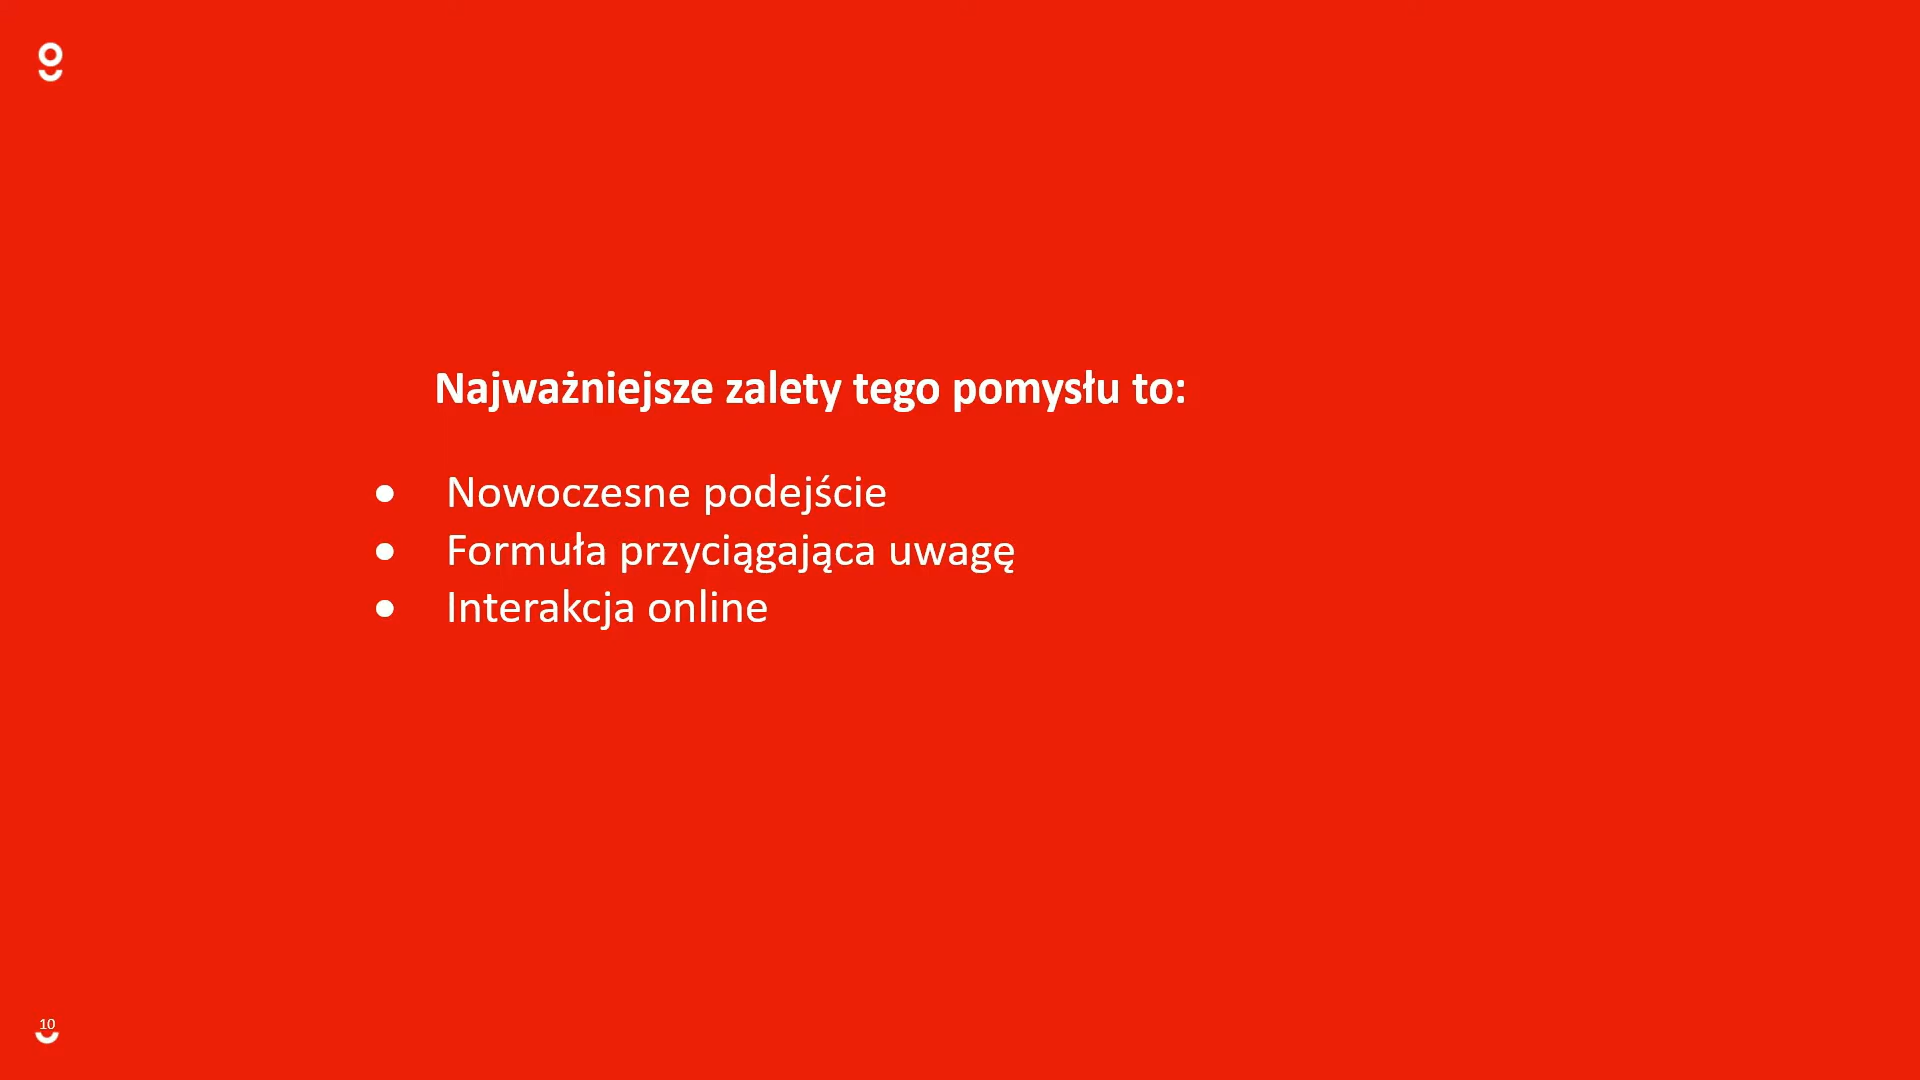 Najważniejsze zalety tego pomysłu to:
● Nowoczesne podejście
● Formuła przyciągająca uwagę
● Interakcja online
10